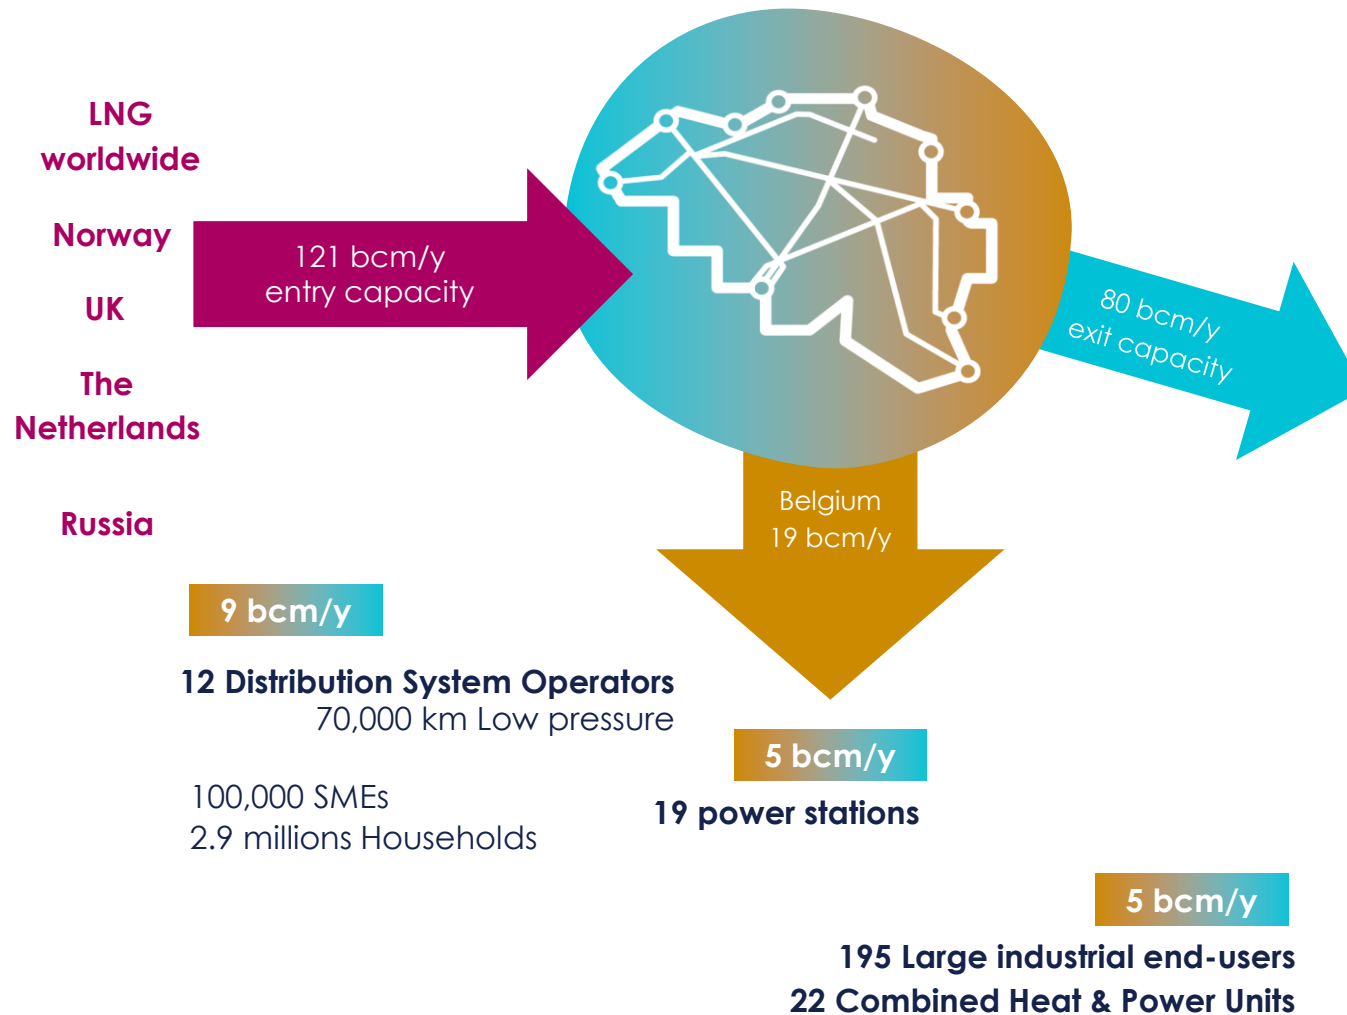 LNG
worldwide
Norway
UK
The
Netherlands
Russia
121 bcm/y
entry capacity
80 bcm/y
exit capacity
Belgium
19 bcm/y
9 bcm/y
12 Distribution System Operators
70,000 km Low pressure
100,000 SMEs
2.9 millions Households
5 bcm/y
19 power stations
5 bcm/y
195 Large industrial end-users
22 Combined Heat & Power Units